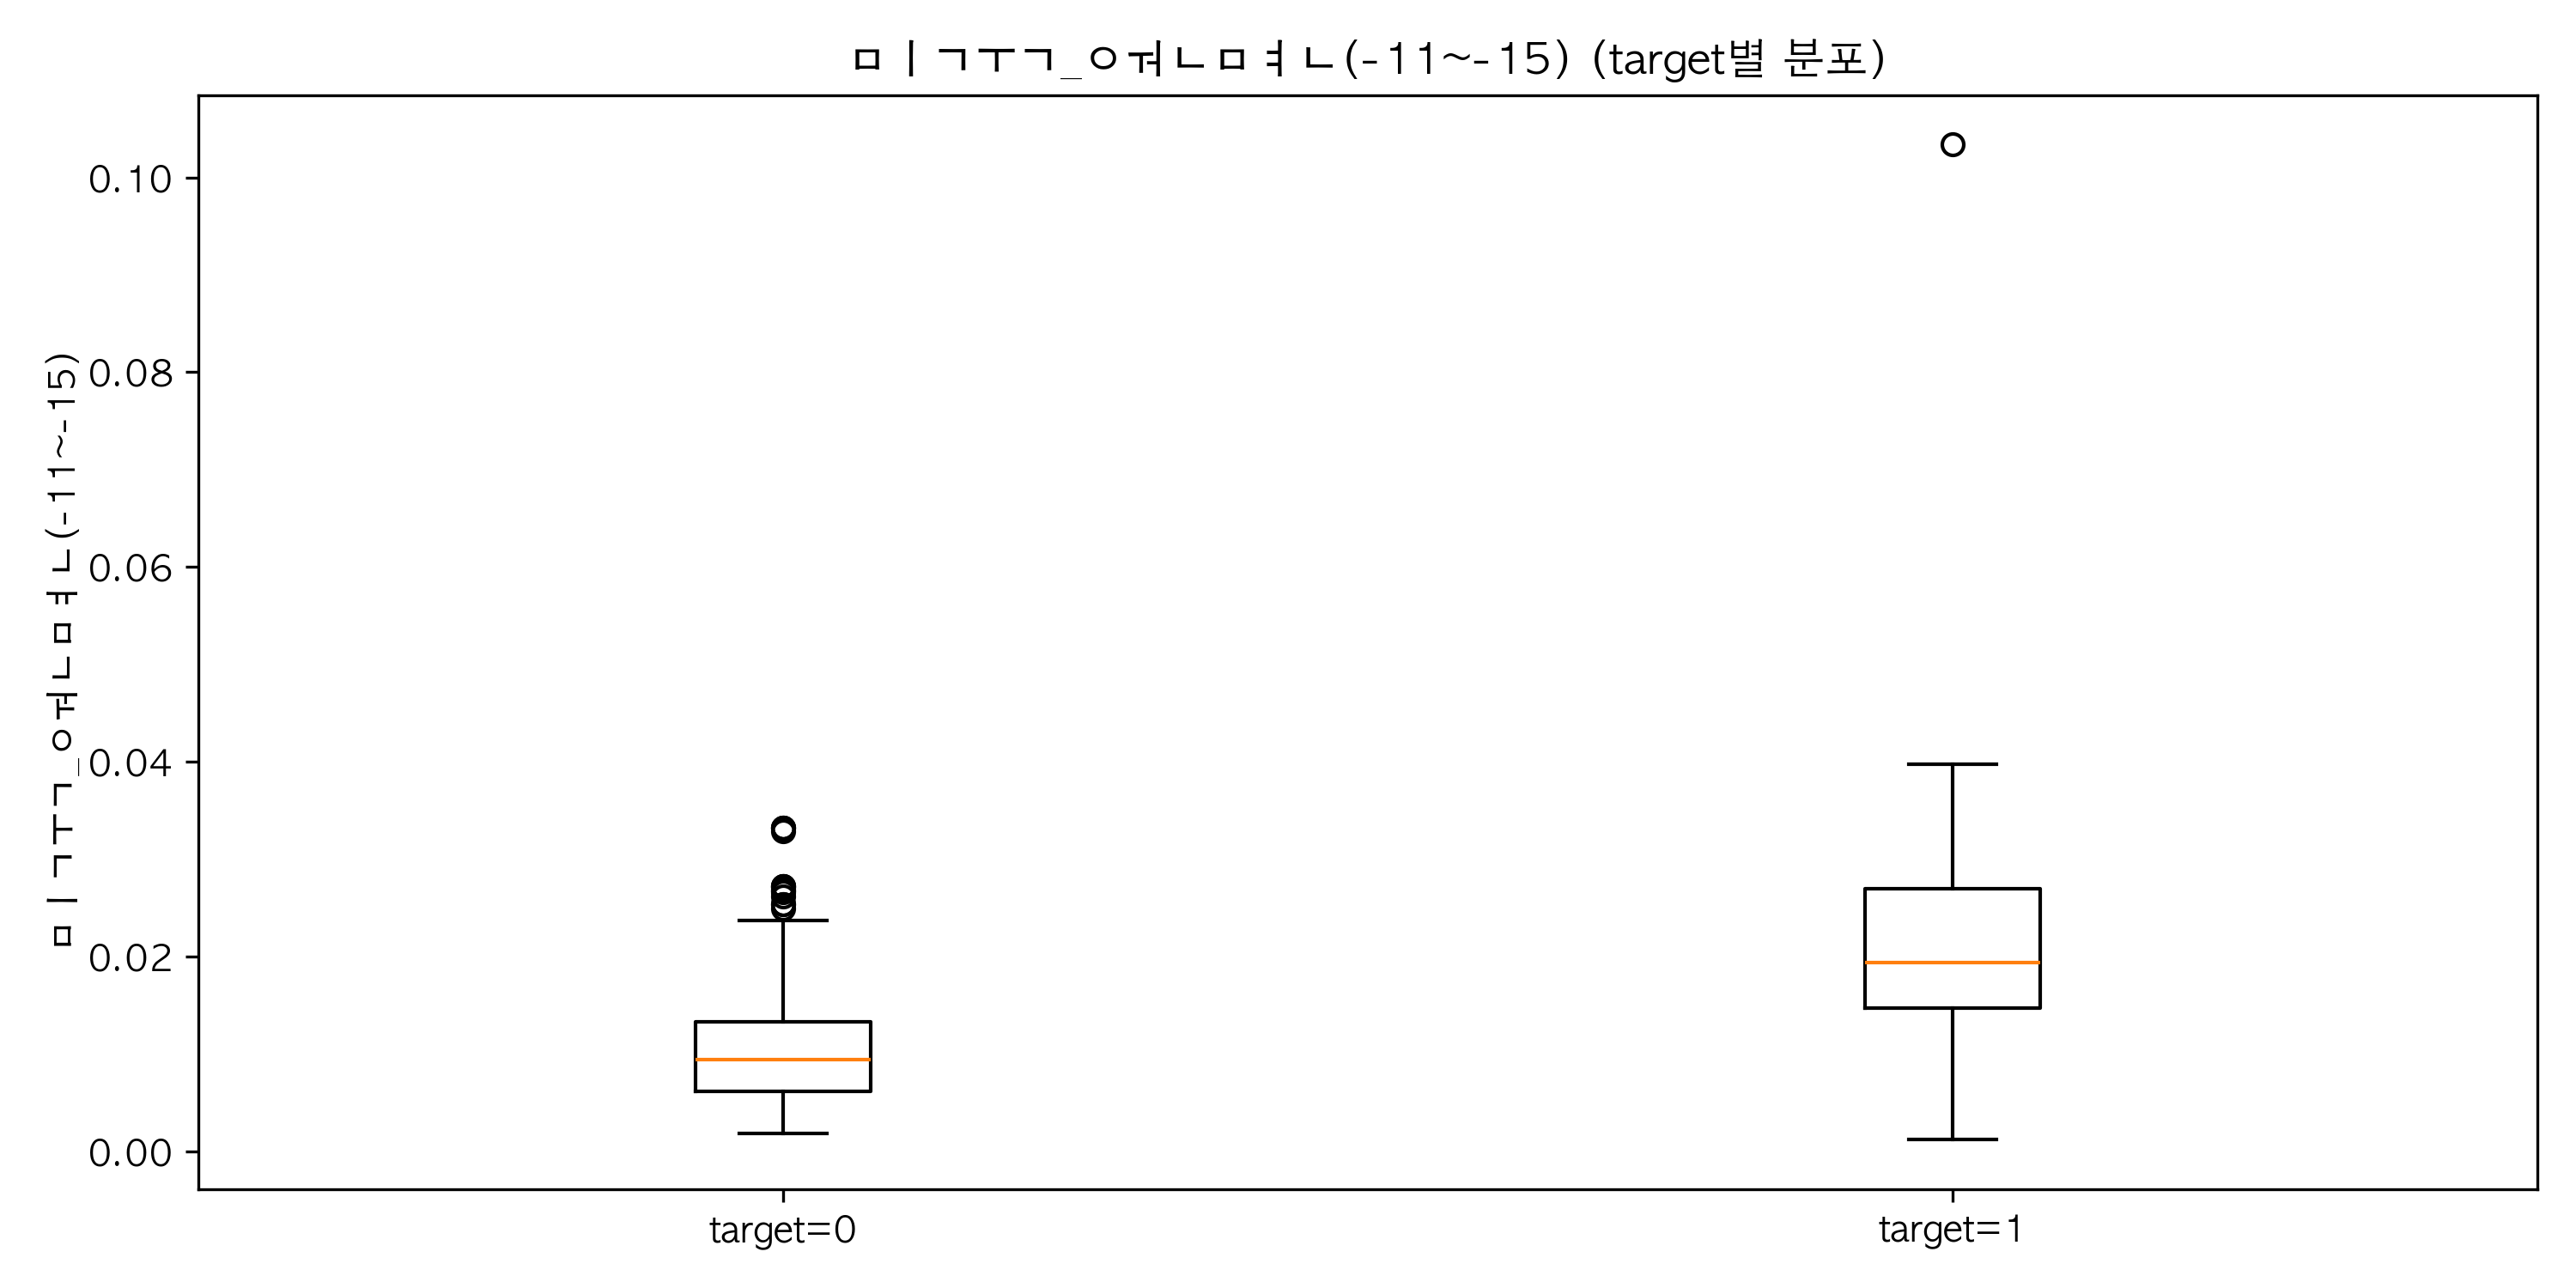 ㅁㅣㄱㅜㄱ_ㅇㅝㄴㅁㅕㄴ(-11~-15) (target별 분포)
ㅁㅣㄱㅜㄱ_ㅇㅝㄴㅁㅕㄴ(-11~-15)
0.10
0.08
0.06
0.04
0.02
0.00
target=0
target=1